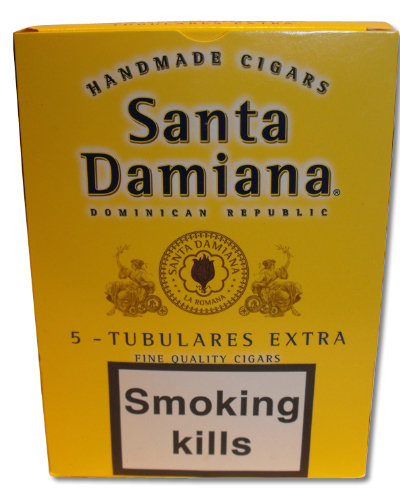 HANDMADE CIGARS
Santa
Damiana®
DOMINICAN REPUBLIC
SANTA DAMIANA
LA ROMANA
5 - TUBULARES EXTRA
FINE QUALITY CIGARS
Smoking
kills